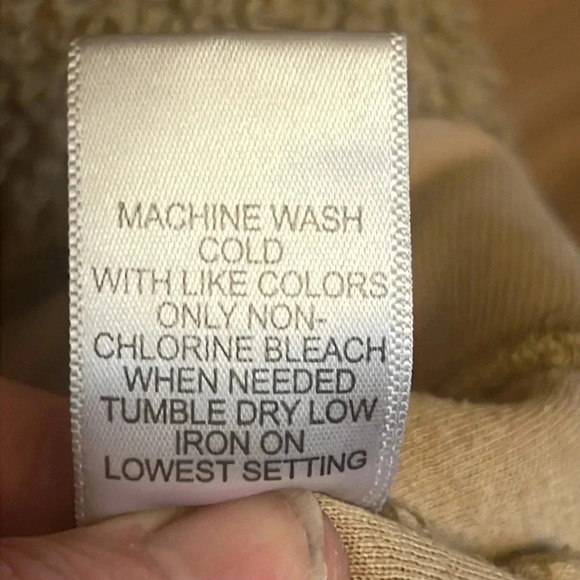 MACHINE WASH
COLD
WITH LIKE COLORS
ONLY NON-
CHLORINE BLEACH
WHEN NEEDED
TUMBLE DRY LOW
IRON ON
LOWEST SETTING